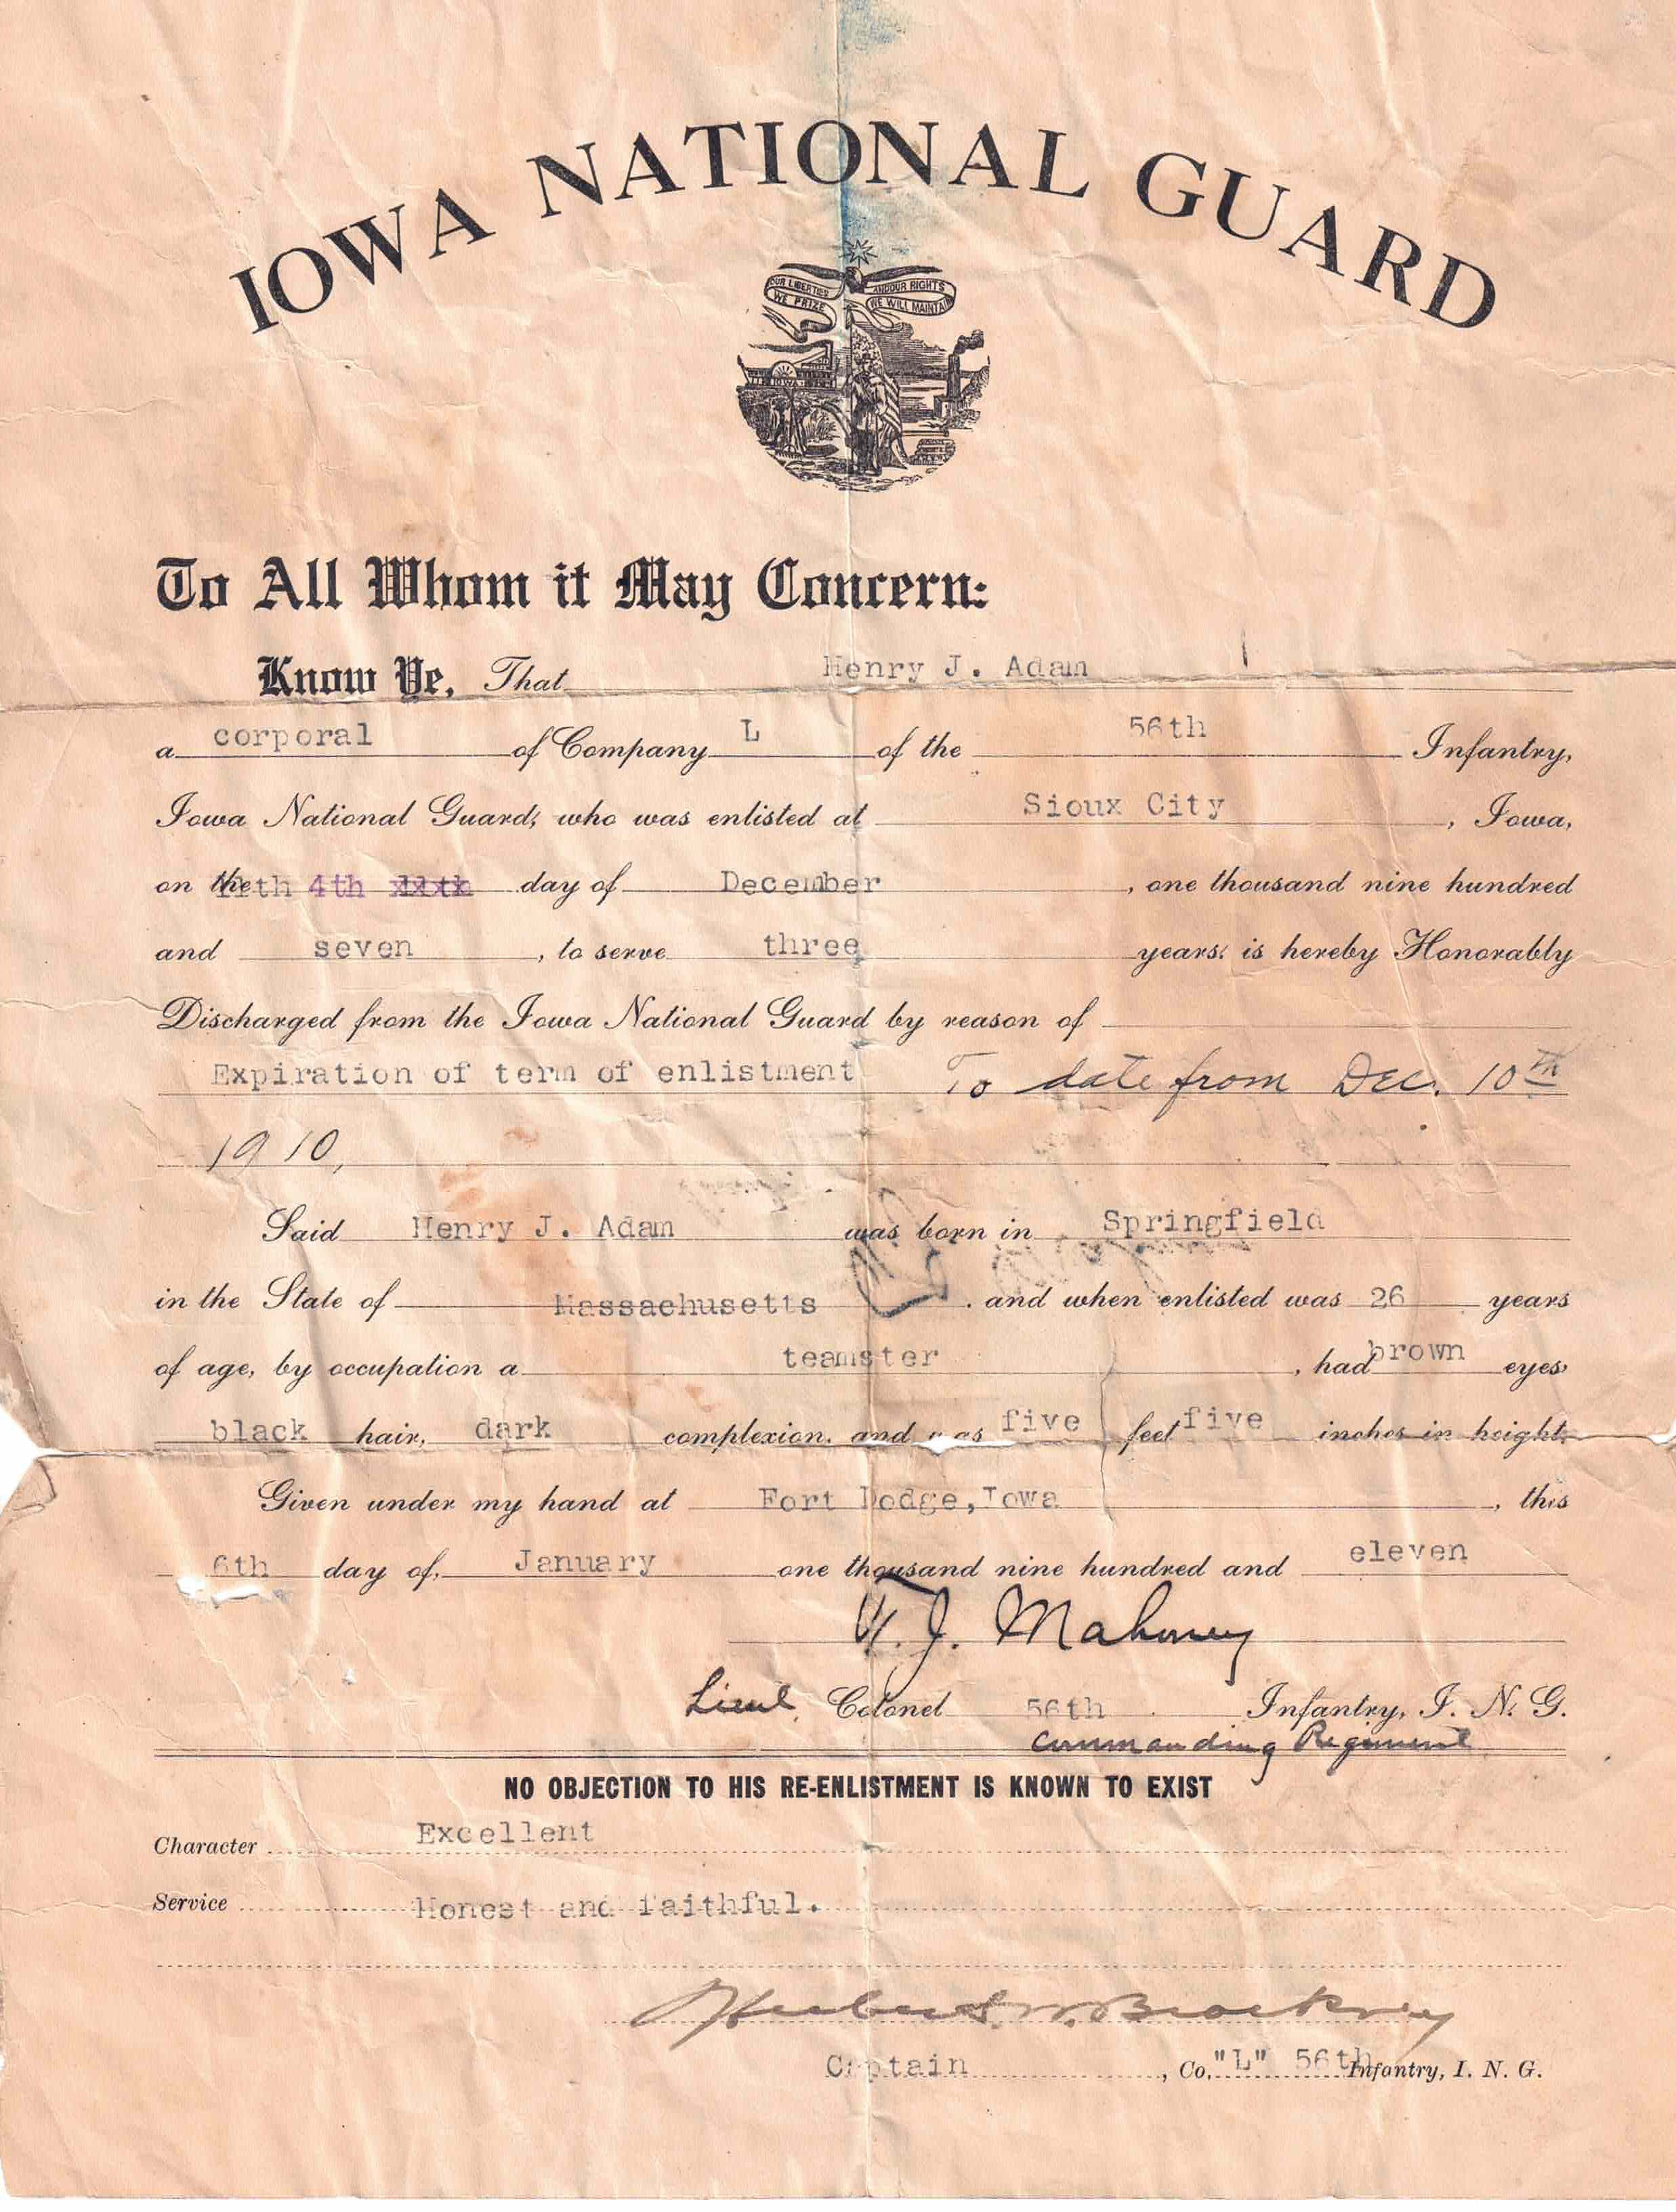 IOWA NATIONAL GUARD
OUR LIBERTIES WE PRIZE AND OUR RIGHTS WE WILL MAINTAIN
IOWA
To All Whom it May Concern:
Know Ye, That Henry J. Adam
a corporal of Company L of the 56th Infantry,
Iowa National Guard, who was enlisted at Sioux City, Iowa,
on the 4th day of December, one thousand nine hundred
and seven, to serve three years: is hereby Honorably
Discharged from the Iowa National Guard by reason of
Expiration of term of enlistment To date from Dec. 10th
1910,
Said Henry J. Adam was born in Springfield
in the State of Massachusetts, and when enlisted was 26 years
of age, by occupation a teamster, had brown eyes
black hair, dark complexion, and was five feet five inches in height.
Given under my hand at Fort Dodge, Iowa, this
6th day of January one thousand nine hundred and eleven
T. J. Mahoney
Lieut. Colonel 56th Infantry, I. N. G.
Commanding Regiment
NO OBJECTION TO HIS RE-ENLISTMENT IS KNOWN TO EXIST
Character Excellent
Service Honest and Faithful.
W. Brackney
Captain, Co. "L" 56th Infantry, I. N. G.